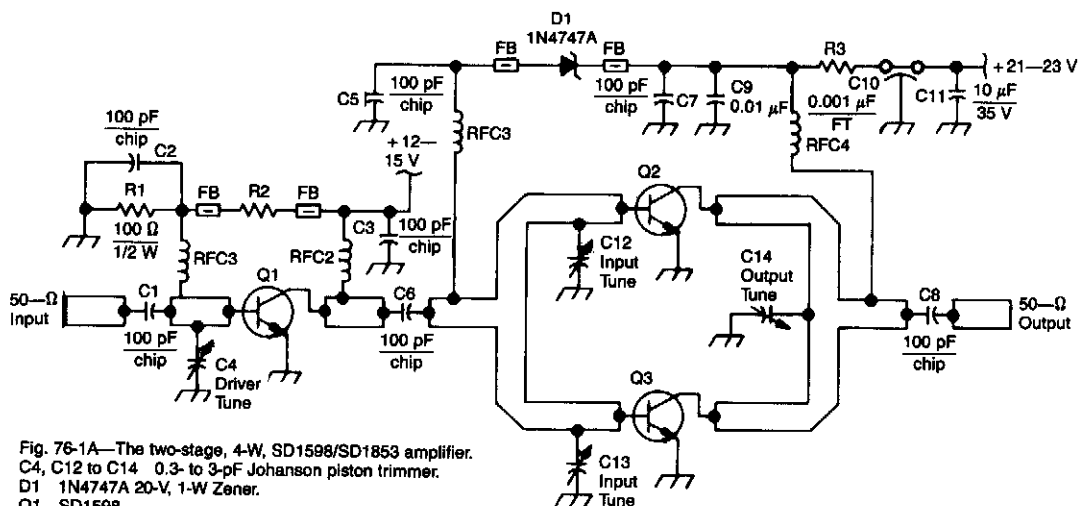 D1
1N4747A
FB
FB
R3
+21—23 V
C5
100 pF
chip
RFC3
100 pF
chip
C7
C9
0.01 µF
0.001 µF
FT
C10
C11
10 µF
35 V
RFC4
100 pF
chip
C2
R1
100 Ω
1/2 W
FB
R2
FB
+12—
15 V
C3
100 pF
chip
RFC3
RFC2
Q1
50—Ω
Input
C1
100 pF
chip
C4
Driver
Tune
C6
100 pF
chip
Q2
C12
Input
Tune
C14
Output
Tune
Q3
C13
Input
Tune
C8
100 pF
chip
50—Ω
Output
Fig. 76-1A—The two-stage, 4-W, SD1598/SD1853 amplifier.
C4, C12 to C14 0.3- to 3-pF Johanson piston trimmer.
D1 1N4747A 20-V, 1-W Zener.
Q1 SD1598